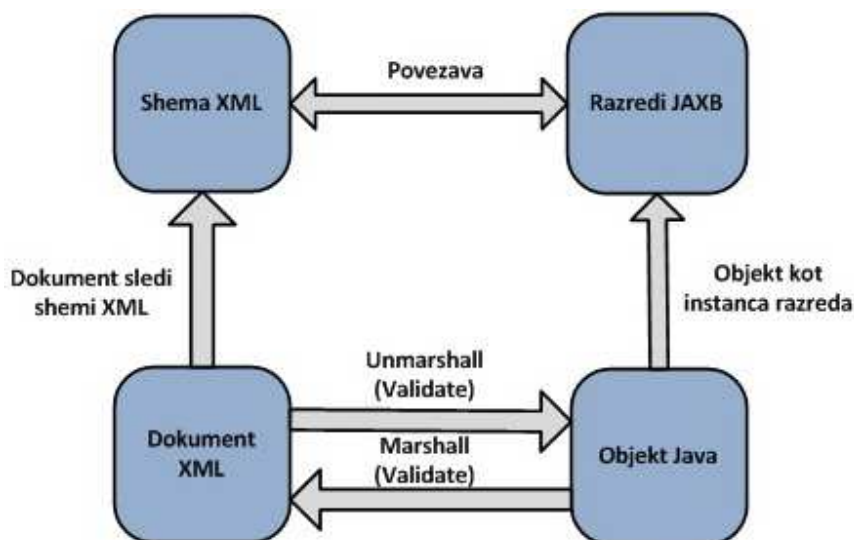 Povezava
Shema XML
Razredi JAXB
Dokument sledi
shemi XML
Objekt kot
instanca razreda
Unmarshall
(Validate)
Dokument
XML
Marshall
(Validate)
Objekt Java